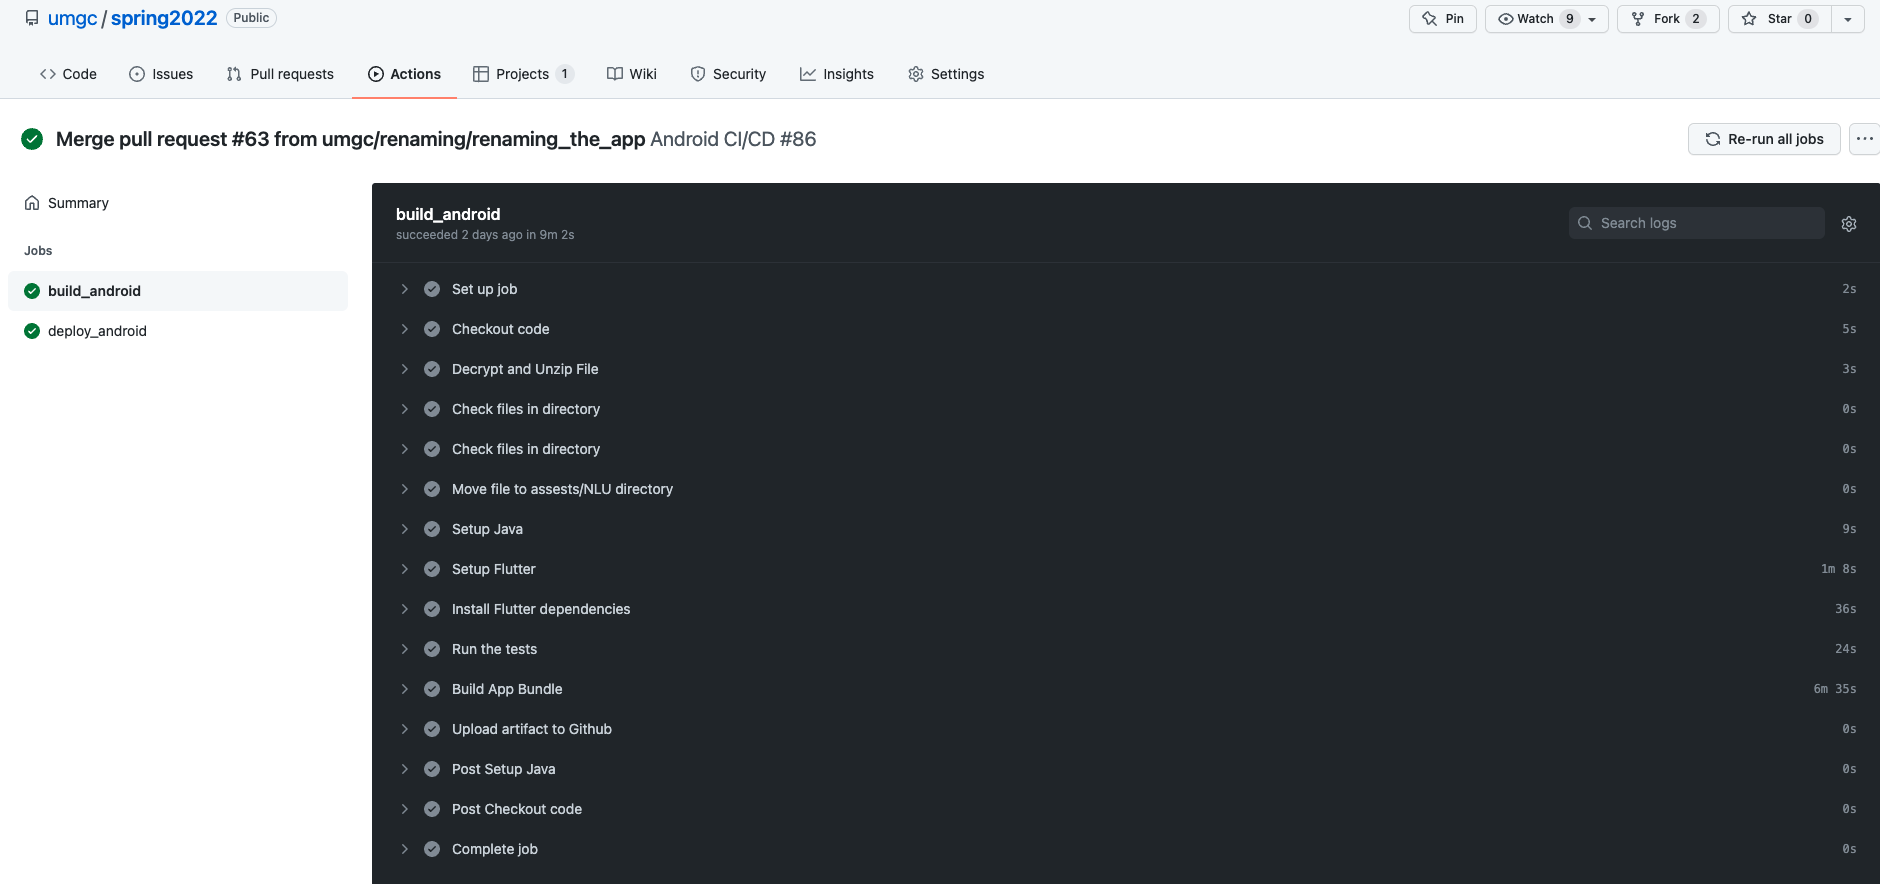 umgc / spring2022 Public
Pin Watch 9 Fork 2 Star 0
Code Issues Pull requests Actions Projects 1 Wiki Security Insights Settings
Merge pull request #63 from umgc/renaming/renaming_the_app Android CI/CD #86
Re-run all jobs ...
Summary
Jobs
build_android
deploy_android
build_android
succeeded 2 days ago in 9m 2s
Search logs
Set up job 2s
Checkout code 5s
Decrypt and Unzip File 3s
Check files in directory 0s
Check files in directory 0s
Move file to assests/NLU directory 0s
Setup Java 9s
Setup Flutter 1m 8s
Install Flutter dependencies 36s
Run the tests 24s
Build App Bundle 6m 35s
Upload artifact to Github 0s
Post Setup Java 0s
Post Checkout code 0s
Complete job 0s